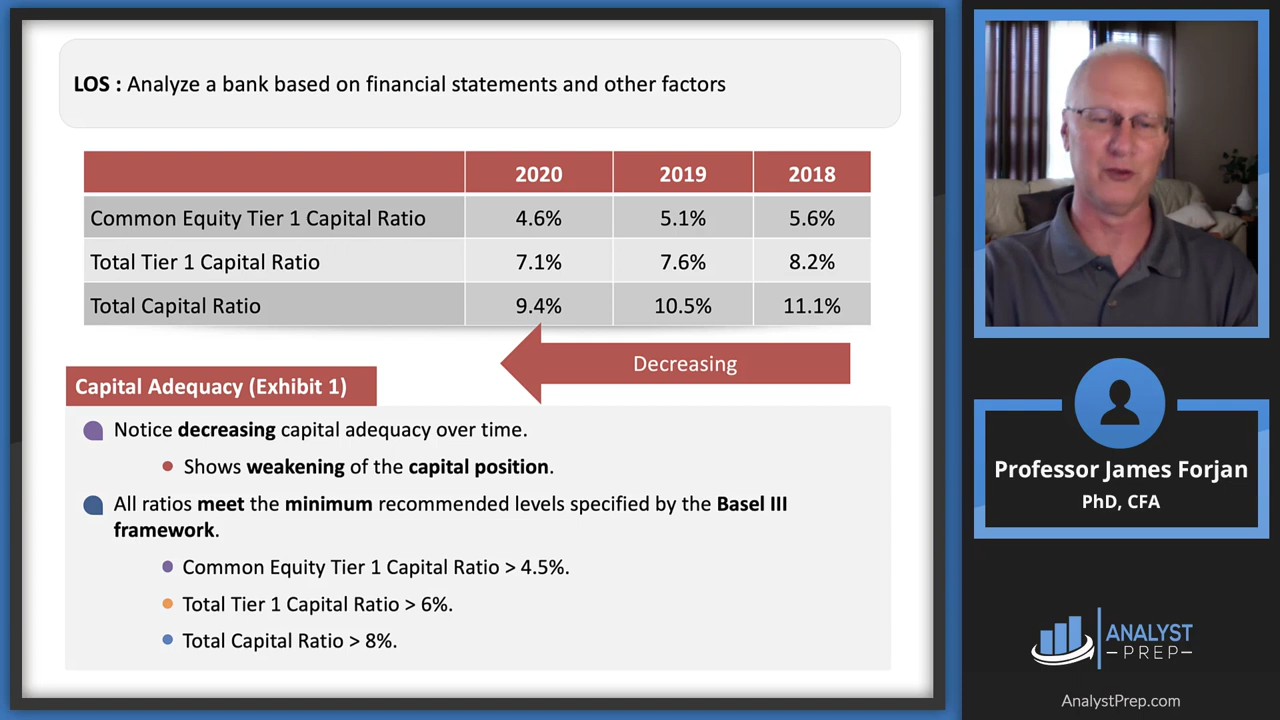 LOS : Analyze a bank based on financial statements and other factors
2020 2019 2018
Common Equity Tier 1 Capital Ratio 4.6% 5.1% 5.6%
Total Tier 1 Capital Ratio 7.1% 7.6% 8.2%
Total Capital Ratio 9.4% 10.5% 11.1%
Decreasing
Capital Adequacy (Exhibit 1)
Notice decreasing capital adequacy over time.
Shows weakening of the capital position.
All ratios meet the minimum recommended levels specified by the Basel III
framework.
Common Equity Tier 1 Capital Ratio > 4.5%.
Total Tier 1 Capital Ratio > 6%.
Total Capital Ratio > 8%.
Professor James Forjan
PhD, CFA
ANALYST
PREP
AnalystPrep.com